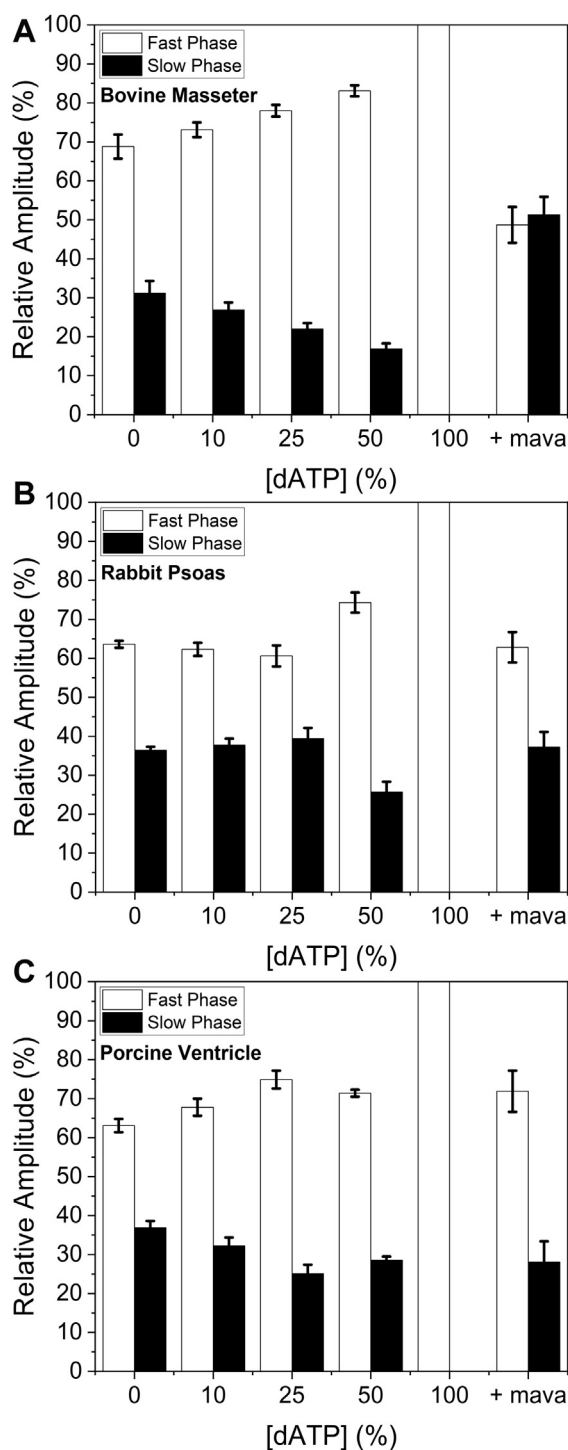 A
Relative Amplitude (%)
100
90
80
70
60
50
40
30
20
10
0
Fast Phase
Slow Phase
Bovine Masseter
0 10 25 50 100 + mava
[dATP] (%)
B
Relative Amplitude (%)
100
90
80
70
60
50
40
30
20
10
0
Fast Phase
Slow Phase
Rabbit Psoas
0 10 25 50 100 + mava
[dATP] (%)
C
Relative Amplitude (%)
100
90
80
70
60
50
40
30
20
10
0
Fast Phase
Slow Phase
Porcine Ventricle
0 10 25 50 100 + mava
[dATP] (%)